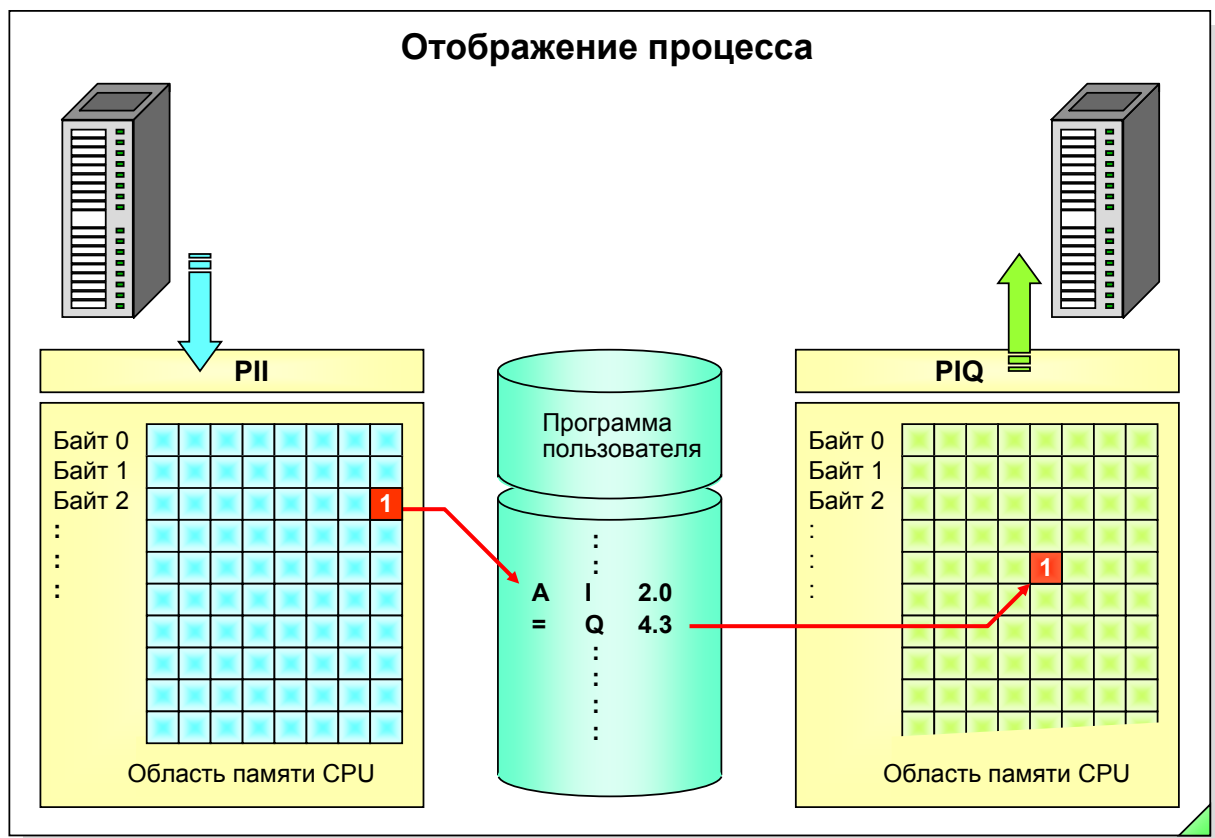 Отображение процесса
PII
Байт 0
Байт 1
Байт 2
:
:
:
1
Область памяти CPU
Программа
пользователя
:
:
A I 2.0
= Q 4.3
:
:
:
:
PIQ
Байт 0
Байт 1
Байт 2
:
:
:
1
Область памяти CPU